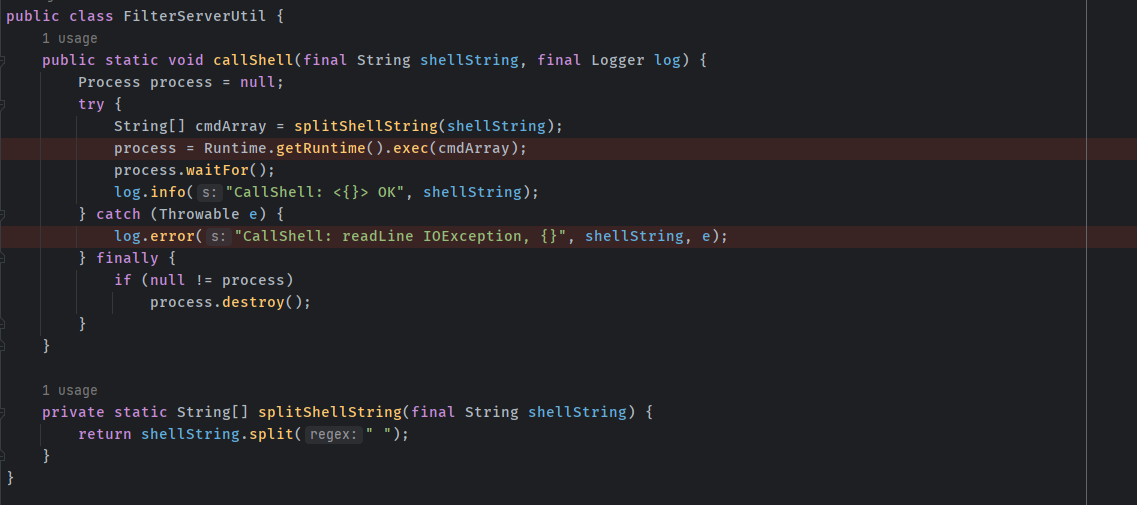 public class FilterServerUtil {
1 usage
public static void callShell(final String shellString, final Logger log) {
Process process = null;
try {
String[] cmdArray = splitShellString(shellString);
process = Runtime.getRuntime().exec(cmdArray);
process.waitFor();
log.info( s: "CallShell: <{}> OK", shellString);
} catch (Throwable e) {
log.error( s: "CallShell: readLine IOException, {}", shellString, e);
} finally {
if (null != process)
process.destroy();
}
}
1 usage
private static String[] splitShellString(final String shellString) {
return shellString.split( regex: " ");
}
}